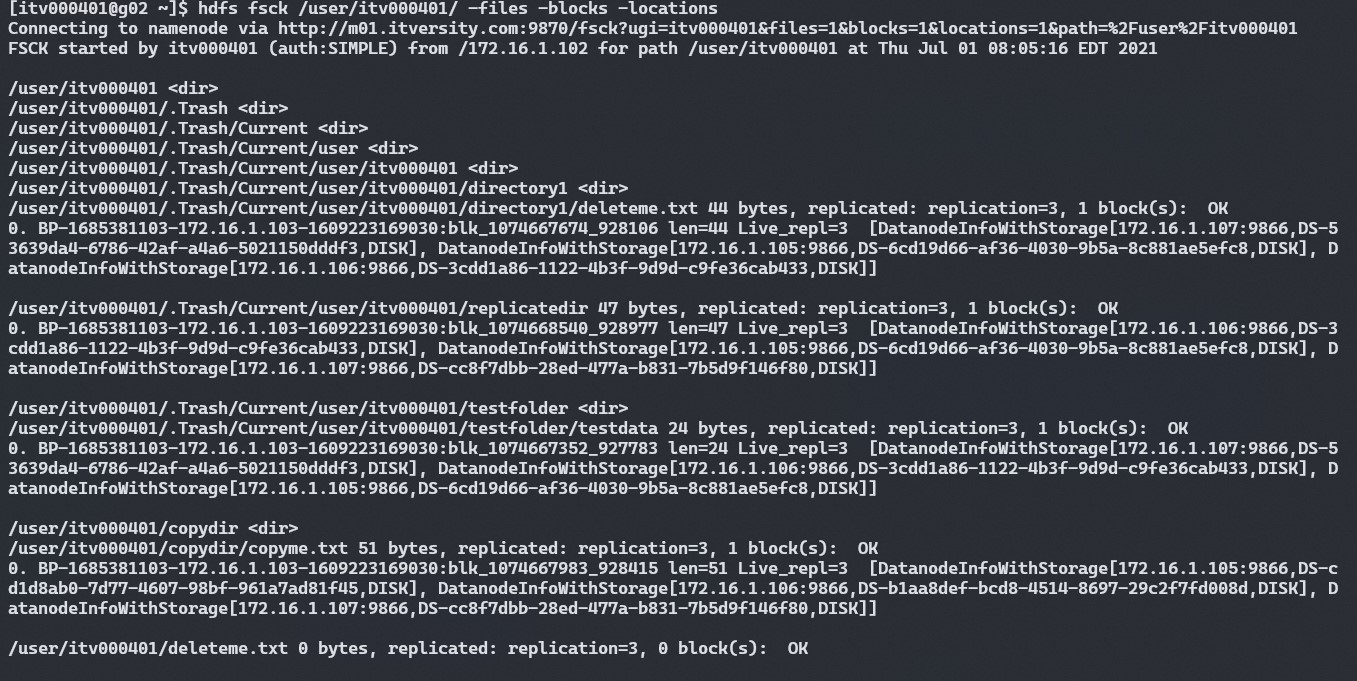 [itv000401@g02 ~]$ hdfs fsck /user/itv000401/ -files -blocks -locations
Connecting to namenode via http://m01.itversity.com:9870/fsck?ugi=itv000401&files=1&blocks=1&locations=1&path=%2Fuser%2Fitv000401
FSCK started by itv000401 (auth:SIMPLE) from /172.16.1.102 for path /user/itv000401 at Thu Jul 01 08:05:16 EDT 2021
/user/itv000401 <dir>
/user/itv000401/.Trash <dir>
/user/itv000401/.Trash/Current <dir>
/user/itv000401/.Trash/Current/user <dir>
/user/itv000401/.Trash/Current/user/itv000401 <dir>
/user/itv000401/.Trash/Current/user/itv000401/directory1 <dir>
/user/itv000401/.Trash/Current/user/itv000401/directory1/deleteme.txt 44 bytes, replicated: replication=3, 1 block(s):  OK
0. BP-1685381103-172.16.1.103-1609223169030:blk_1074667674_928106 len=44 Live_repl=3  [DatanodeInfoWithStorage[172.16.1.107:9866,DS-5
3639da4-6786-42af-a4a6-5021150dddf3,DISK], DatanodeInfoWithStorage[172.16.1.105:9866,DS-6cd19d66-af36-4030-9b5a-8c881ae5efc8,DISK], D
atanodeInfoWithStorage[172.16.1.106:9866,DS-3cdd1a86-1122-4b3f-9d9d-c9fe36cab433,DISK]]
/user/itv000401/.Trash/Current/user/itv000401/replicatedir 47 bytes, replicated: replication=3, 1 block(s):  OK
0. BP-1685381103-172.16.1.103-1609223169030:blk_1074668540_928977 len=47 Live_repl=3  [DatanodeInfoWithStorage[172.16.1.106:9866,DS-3
cdd1a86-1122-4b3f-9d9d-c9fe36cab433,DISK], DatanodeInfoWithStorage[172.16.1.105:9866,DS-6cd19d66-af36-4030-9b5a-8c881ae5efc8,DISK], D
atanodeInfoWithStorage[172.16.1.107:9866,DS-cc8f7dbb-28ed-477a-b831-7b5d9f146f80,DISK]]
/user/itv000401/.Trash/Current/user/itv000401/testfolder <dir>
/user/itv000401/.Trash/Current/user/itv000401/testfolder/testdata 24 bytes, replicated: replication=3, 1 block(s):  OK
0. BP-1685381103-172.16.1.103-1609223169030:blk_1074667352_927783 len=24 Live_repl=3  [DatanodeInfoWithStorage[172.16.1.107:9866,DS-5
3639da4-6786-42af-a4a6-5021150dddf3,DISK], DatanodeInfoWithStorage[172.16.1.106:9866,DS-3cdd1a86-1122-4b3f-9d9d-c9fe36cab433,DISK], D
atanodeInfoWithStorage[172.16.1.105:9866,DS-6cd19d66-af36-4030-9b5a-8c881ae5efc8,DISK]]
/user/itv000401/copydir <dir>
/user/itv000401/copydir/copyme.txt 51 bytes, replicated: replication=3, 1 block(s):  OK
0. BP-1685381103-172.16.1.103-1609223169030:blk_1074667983_928415 len=51 Live_repl=3  [DatanodeInfoWithStorage[172.16.1.105:9866,DS-c
d1d8ab0-7d77-4607-98bf-961a7ad81f45,DISK], DatanodeInfoWithStorage[172.16.1.106:9866,DS-b1aa8def-bcd8-4514-8697-29c2f7fd008d,DISK], D
atanodeInfoWithStorage[172.16.1.107:9866,DS-cc8f7dbb-28ed-477a-b831-7b5d9f146f80,DISK]]
/user/itv000401/deleteme.txt 0 bytes, replicated: replication=3, 0 block(s):  OK